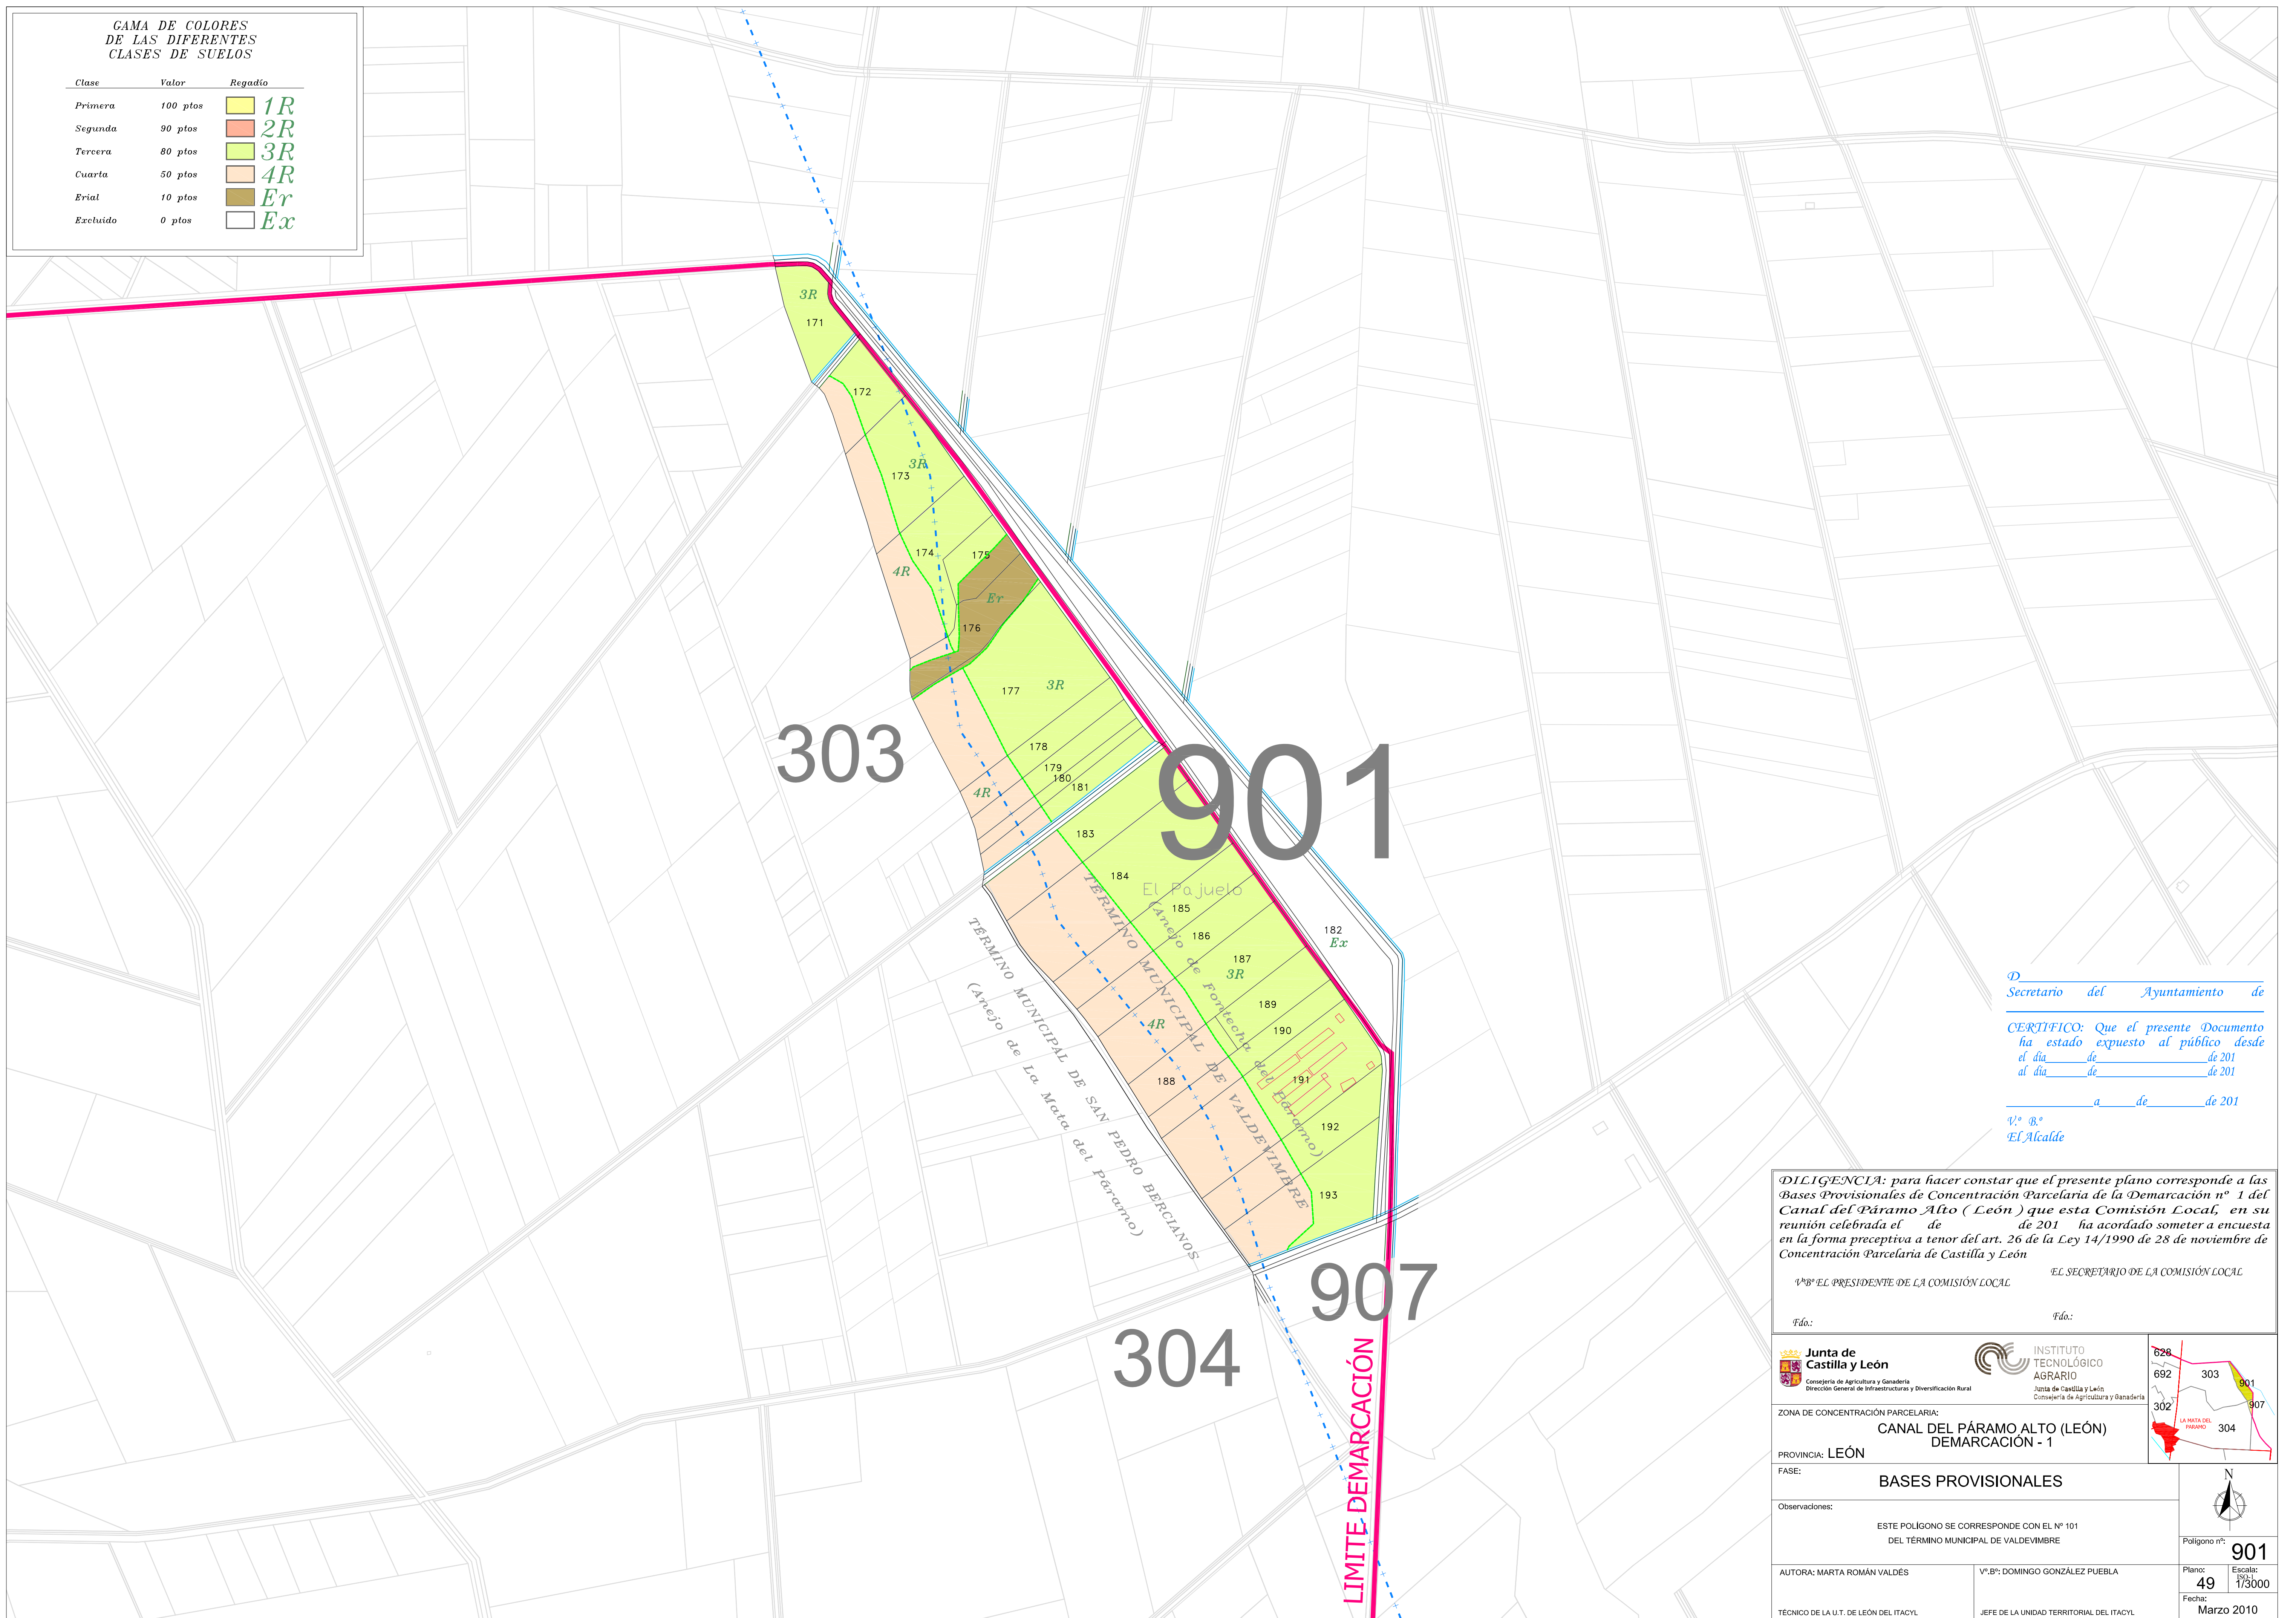 GAMA DE COLORES
DE LAS DIFERENTES
CLASES DE SUELOS
Clase Valor Regadío
Primera 100 ptos 1R
Segunda 90 ptos 2R
Tercera 80 ptos 3R
Cuarta 50 ptos 4R
Erial 10 ptos Er
Excluido 0 ptos Ex
3R
171
172
3R
173
174
175
4R
Er
176
177
3R
303
178
179
180
4R
181
901
183
184
El Pajuelo
185
186
182
Ex
187
3R
189
4R
190
188
191
192
193
TÉRMINO MUNICIPAL DE VALDEVIMBRE
(Anejo de Fontecha del Páramo)
TÉRMINO MUNICIPAL DE SAN PEDRO BERCIANOS
(Anejo de La Mata del Páramo)
907
304
LIMITE DEMARCACIÓN
D
Secretario del Ayuntamiento de
CERTIFICO: Que el presente Documento
ha estado expuesto al público desde
el día de de 201
al día de de 201
a de de 201
V.º B.º
El Alcalde
DILIGENCIA: para hacer constar que el presente plano corresponde a las
Bases Provisionales de Concentración Parcelaria de la Demarcación nº 1 del
Canal del Páramo Alto ( León ) que esta Comisión Local, en su
reunión celebrada el de de 201 ha acordado someter a encuesta
en la forma preceptiva a tenor del art. 26 de la Ley 14/1990 de 28 de noviembre de
Concentración Parcelaria de Castilla y León
EL SECRETARIO DE LA COMISIÓN LOCAL
VºBº EL PRESIDENTE DE LA COMISIÓN LOCAL
Fdo.:
Fdo.:
Junta de
Castilla y León
Consejería de Agricultura y Ganadería
Dirección General de Infraestructuras y Diversificación Rural
INSTITUTO
TECNOLÓGICO
AGRARIO
Junta de Castilla y León
Consejería de Agricultura y Ganadería
628
692
303
901
302
907
LA MATA DEL
PARAMO
304
ZONA DE CONCENTRACIÓN PARCELARIA:
CANAL DEL PÁRAMO ALTO (LEÓN)
DEMARCACIÓN - 1
PROVINCIA: LEÓN
FASE:
BASES PROVISIONALES
N
Observaciones:
ESTE POLÍGONO SE CORRESPONDE CON EL Nº 101
DEL TÉRMINO MUNICIPAL DE VALDEVIMBRE
Polígono nº:
901
AUTORA: MARTA ROMÁN VALDÉS
Vº.Bº: DOMINGO GONZÁLEZ PUEBLA
Plano:
49
Escala:
ISO-1
1/3000
Fecha:
Marzo 2010
TÉCNICO DE LA U.T. DE LEÓN DEL ITACYL
JEFE DE LA UNIDAD TERRITORIAL DEL ITACYL